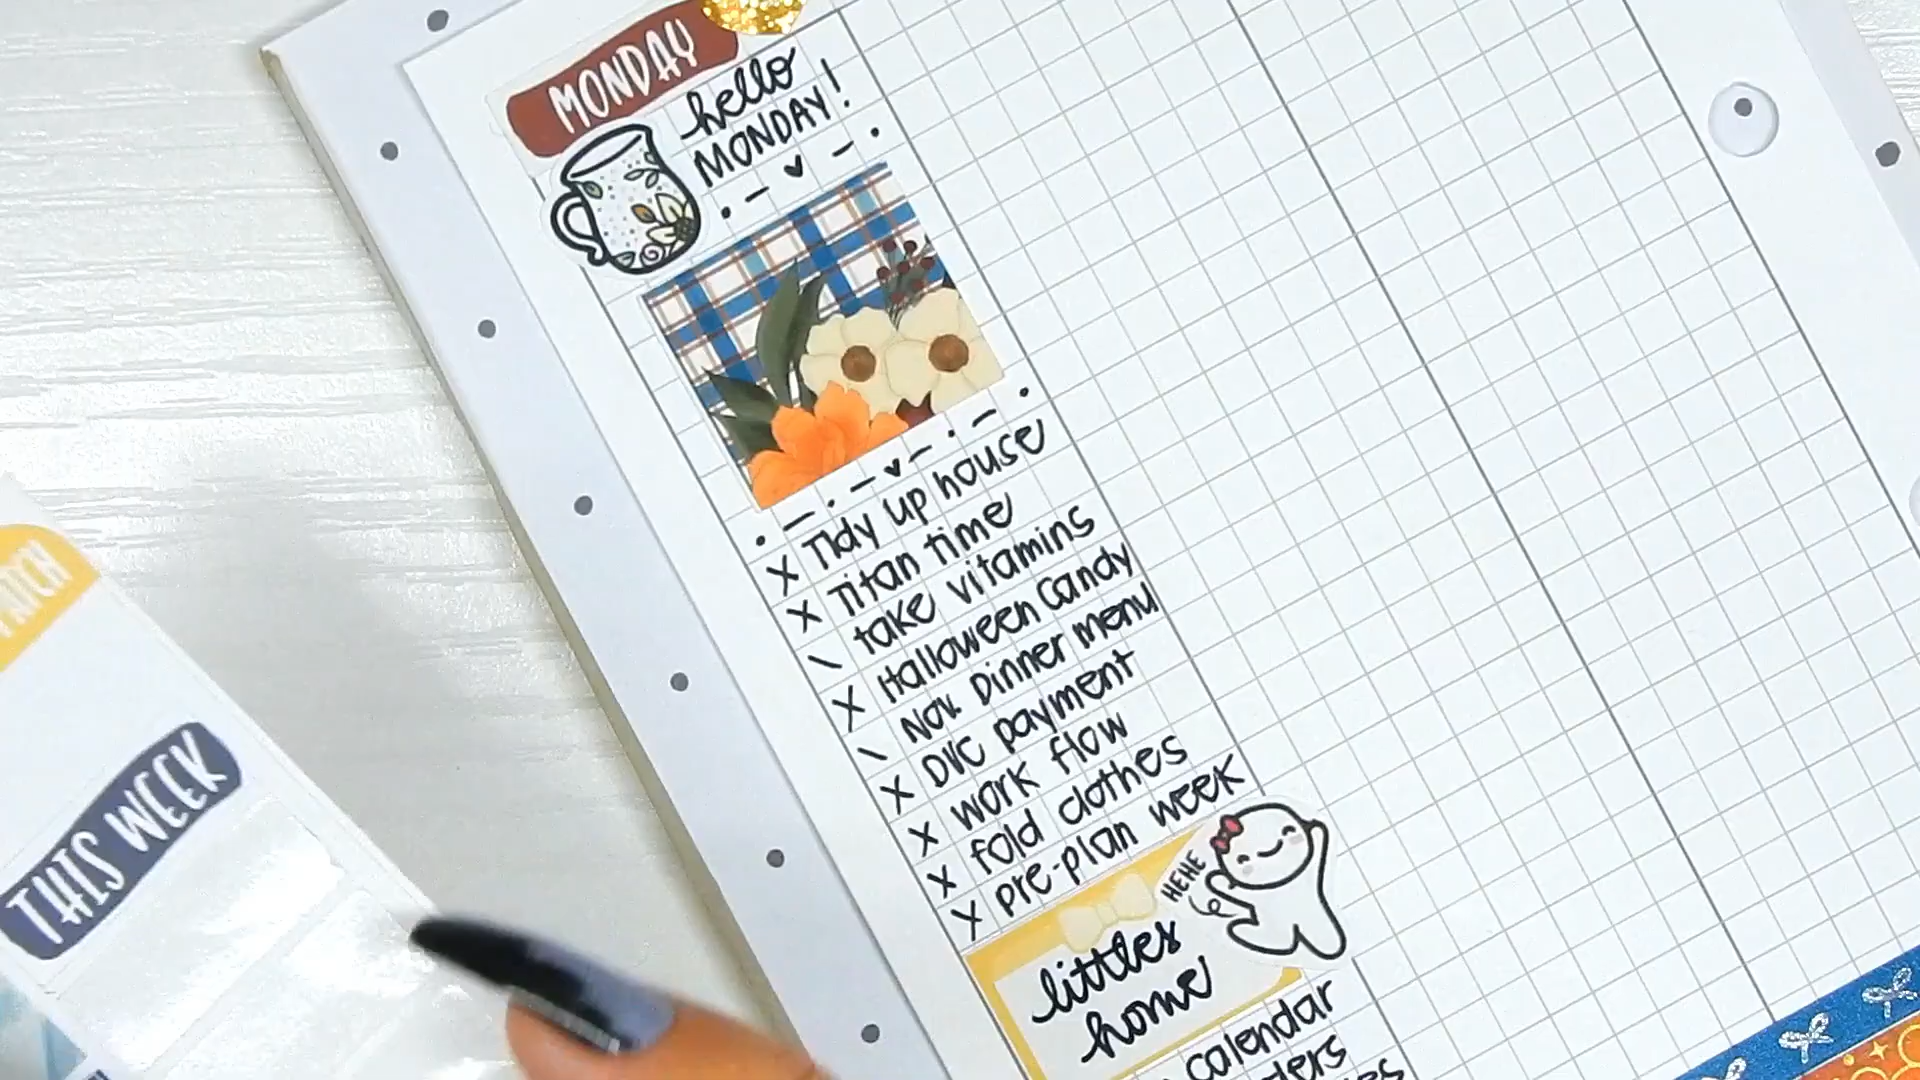 MONDAY
hello
MONDAY!
x Tidy up house
x Titan time
\ take vitamins
x Halloween Candy
\ Nov. Dinner menu
x DVC payment
x work flow
x fold clothes
x pre-plan week
HEHE
littles
home
calendar
THIS WEEK